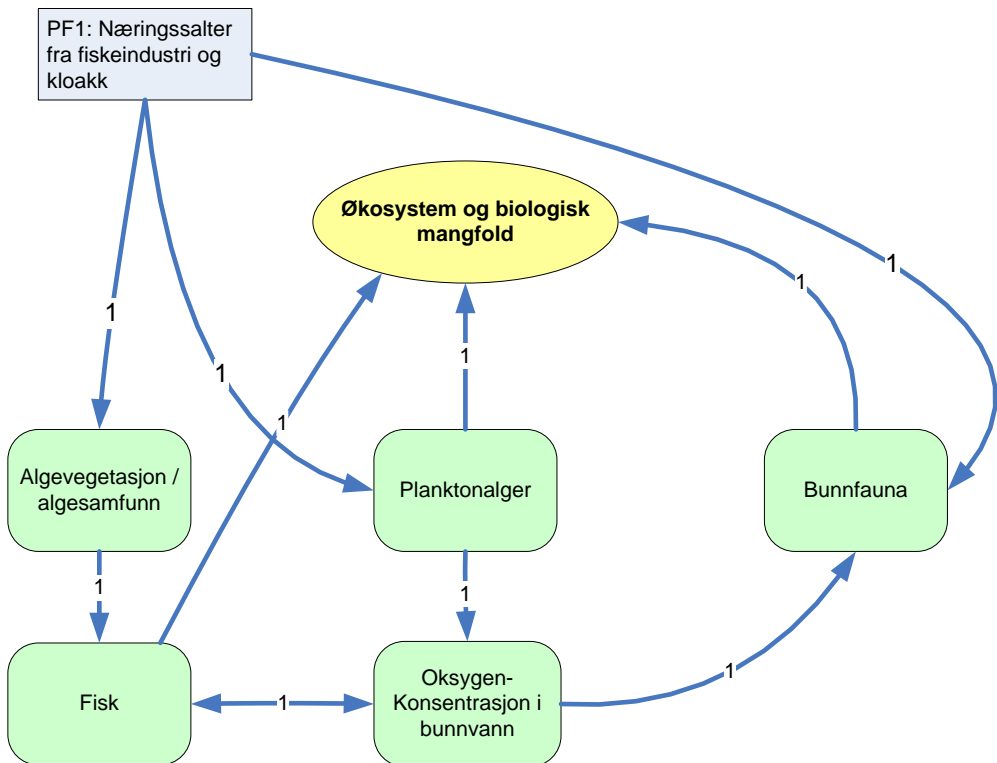 PF1: Næringssalter
fra fiskeindustri og
kloakk
Økosystem og biologisk
mangfold
1
1
1
1
1
1
Algevegetasjon /
algesamfunn
Planktonalger
Bunnfauna
1
1
1
1
Fisk
Oksygen-
Konsentrasjon i
bunnvann